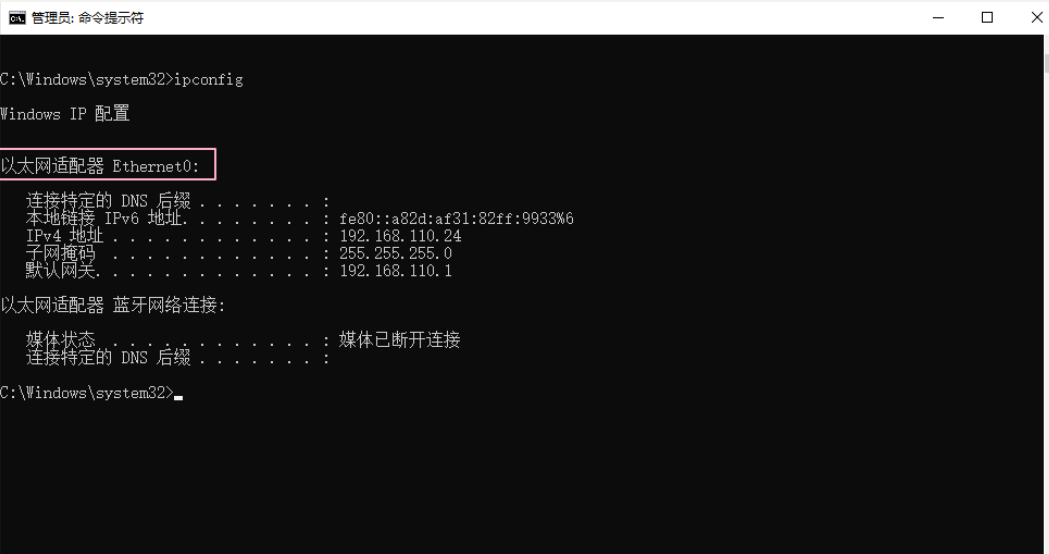 管理员: 命令提示符
C:\Windows\system32>ipconfig
Windows IP 配置
以太网适配器 Ethernet0:
连接特定的 DNS 后缀 . . . . . . . :
本地链接 IPv6 地址. . . . . . . . : fe80::a82d:af31:82ff:9933%6
IPv4 地址 . . . . . . . . . . . . : 192.168.110.24
子网掩码  . . . . . . . . . . . . : 255.255.255.0
默认网关. . . . . . . . . . . . . : 192.168.110.1
以太网适配器 蓝牙网络连接:
媒体状态  . . . . . . . . . . . . : 媒体已断开连接
连接特定的 DNS 后缀 . . . . . . . :
C:\Windows\system32>